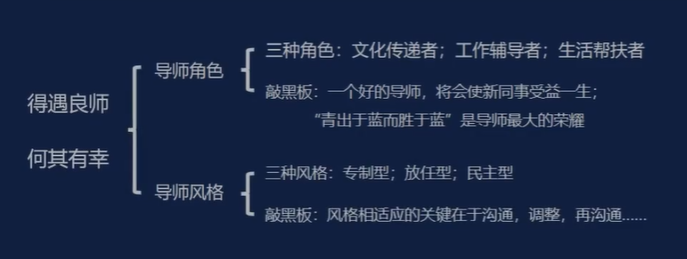 得遇良师
何其有幸
导师角色
三种角色：文化传递者；工作辅导者；生活帮扶者
敲黑板：一个好的导师，将会使新同事受益一生；
“青出于蓝而胜于蓝”是导师最大的荣耀
导师风格
三种风格：专制型；放任型；民主型
敲黑板：风格相适应的关键在于沟通，调整，再沟通......